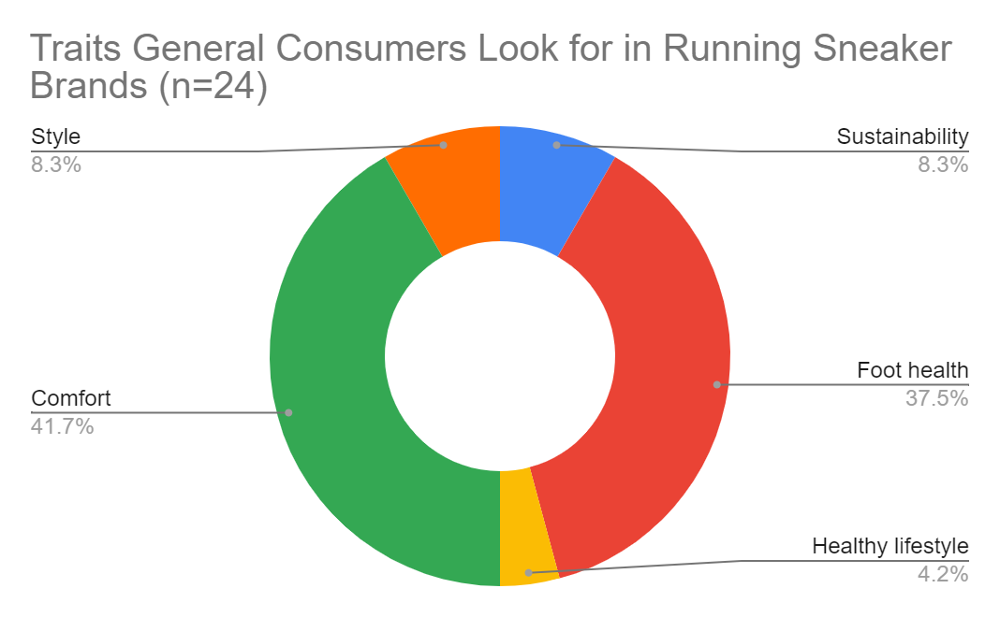 Traits General Consumers Look for in Running Sneaker
Brands (n=24)
Style
8.3%
Sustainability
8.3%
Foot health
37.5%
Comfort
41.7%
Healthy lifestyle
4.2%